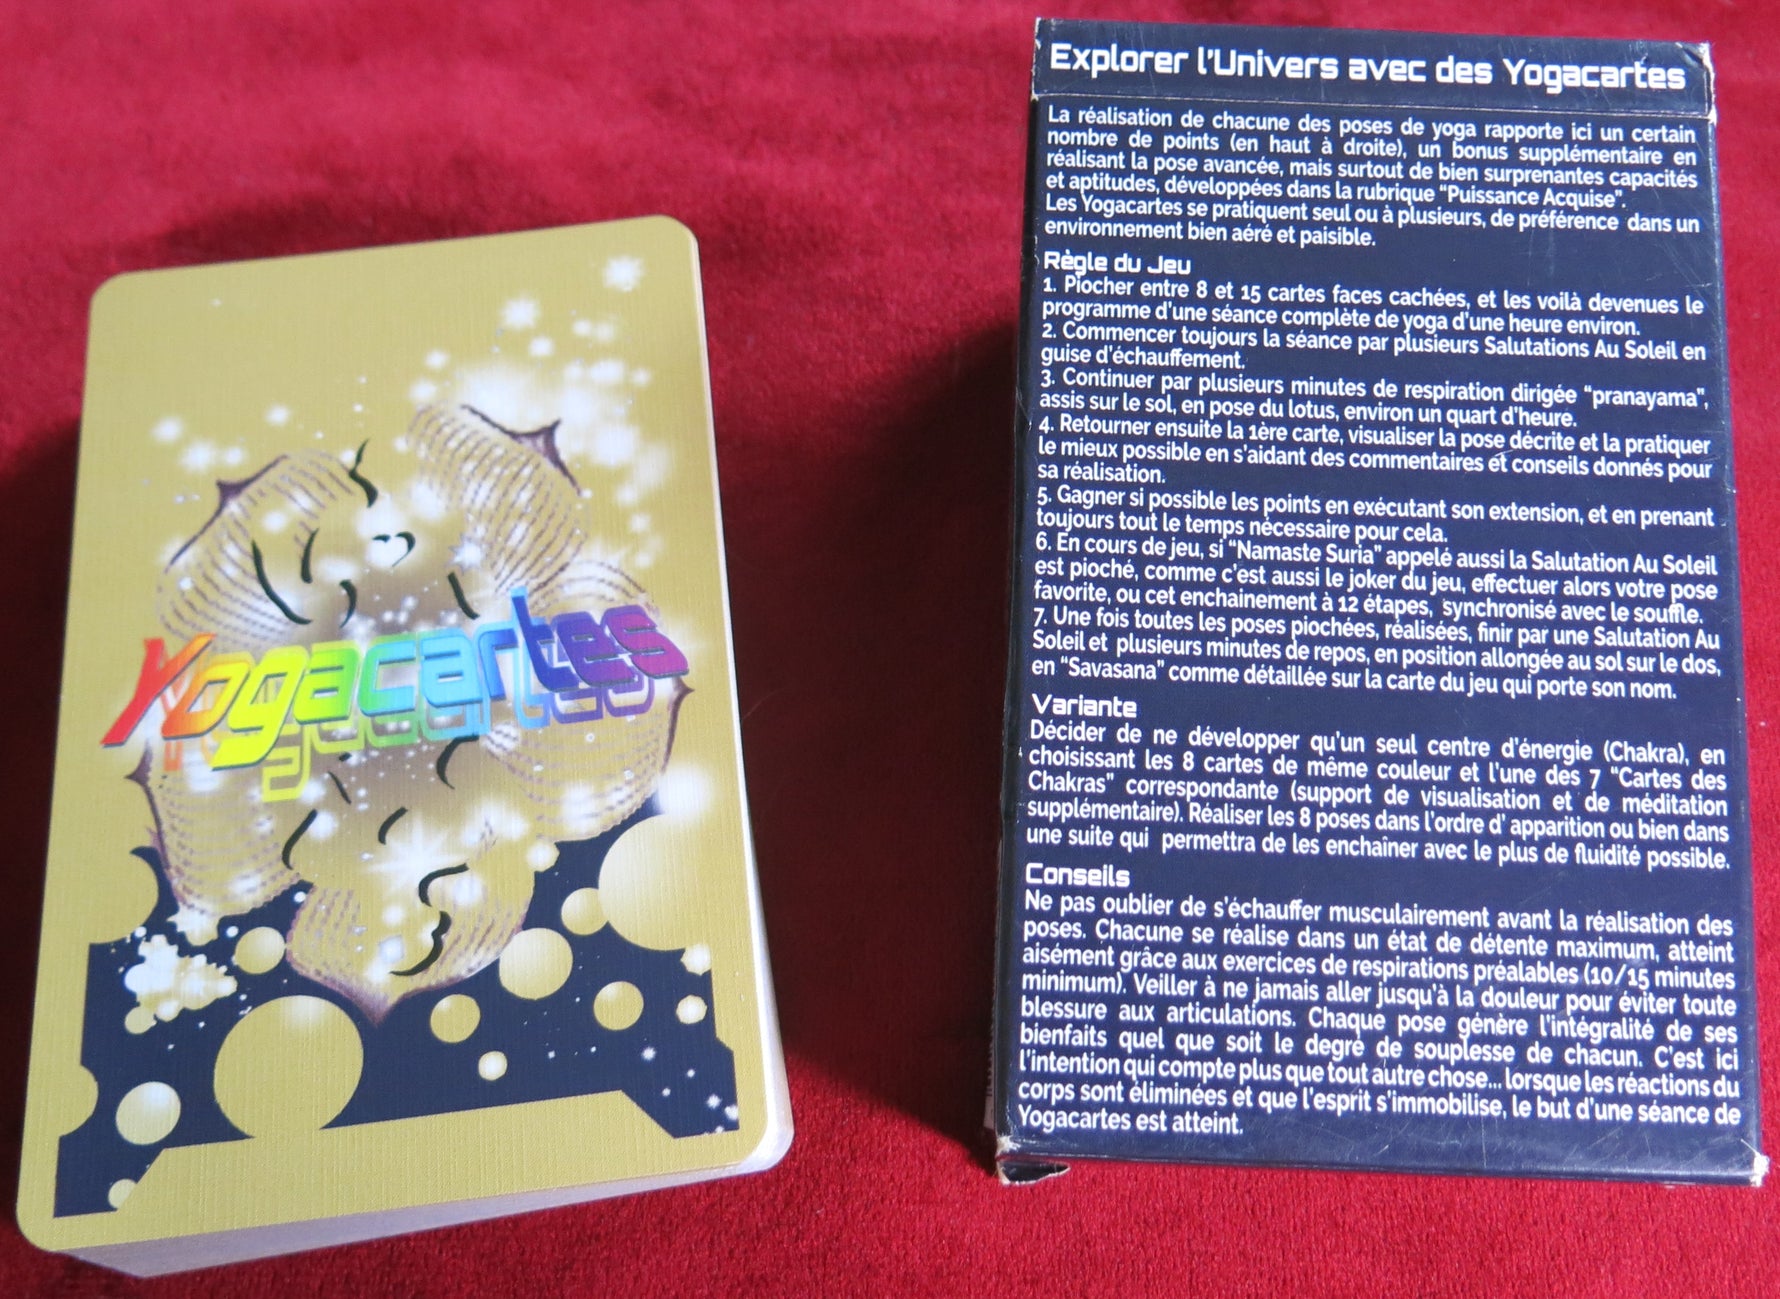 Yogacartes
Explorer l'Univers avec des Yogacartes
La réalisation de chacune des poses de yoga rapporte ici un certain
nombre de points (en haut à droite), un bonus supplémentaire en
réalisant la pose avancée, mais surtout de bien surprenantes capacités
et aptitudes, développées dans la rubrique “Puissance Acquise”.
Les Yogacartes se pratiquent seul ou à plusieurs, de préférence dans un
environnement bien aéré et paisible.
Règle du Jeu
1. Piocher entre 8 et 15 cartes faces cachées, et les voilà devenues le
programme d'une séance complète de yoga d'une heure environ.
2. Commencer toujours la séance par plusieurs Salutations Au Soleil en
guise d'échauffement.
3. Continuer par plusieurs minutes de respiration dirigée “pranayama”,
assis sur le sol, en pose du lotus, environ un quart d'heure.
4. Retourner ensuite la 1ère carte, visualiser la pose décrite et la pratiquer
le mieux possible en s'aidant des commentaires et conseils donnés pour
sa réalisation.
5. Gagner si possible les points en exécutant son extension, et en prenant
toujours tout le temps nécessaire pour cela.
6. En cours de jeu, si “Namaste Suria” appelé aussi la Salutation Au Soleil
est pioché, comme c'est aussi le joker du jeu, effectuer alors votre pose
favorite, ou cet enchainement à 12 étapes, synchronisé avec le souffle.
7. Une fois toutes les poses piochées, réalisées, finir par une Salutation Au
Soleil et plusieurs minutes de repos, en position allongée au sol sur le dos,
en “Savasana” comme détaillée sur la carte du jeu qui porte son nom.
Variante
Décider de ne développer qu'un seul centre d'énergie (Chakra), en
choisissant les 8 cartes de même couleur et l'une des 7 “Cartes des
Chakras” correspondante (support de visualisation et de méditation
supplémentaire). Réaliser les 8 poses dans l'ordre d' apparition ou bien dans
une suite qui permettra de les enchaîner avec le plus de fluidité possible.
Conseils
Ne pas oublier de s'échauffer musculairement avant la réalisation des
poses. Chacune se réalise dans un état de détente maximum, atteint
aisément grâce aux exercices de respirations préalables (10/15 minutes
minimum). Veiller à ne jamais aller jusqu'à la douleur pour éviter toute
blessure aux articulations. Chaque pose génère l'intégralité de ses
bienfaits quel que soit le degré de souplesse de chacun. C'est ici
l'intention qui compte plus que tout autre chose... lorsque les réactions du
corps sont éliminées et que l'esprit s'immobilise, le but d'une séance de
Yogacartes est atteint.